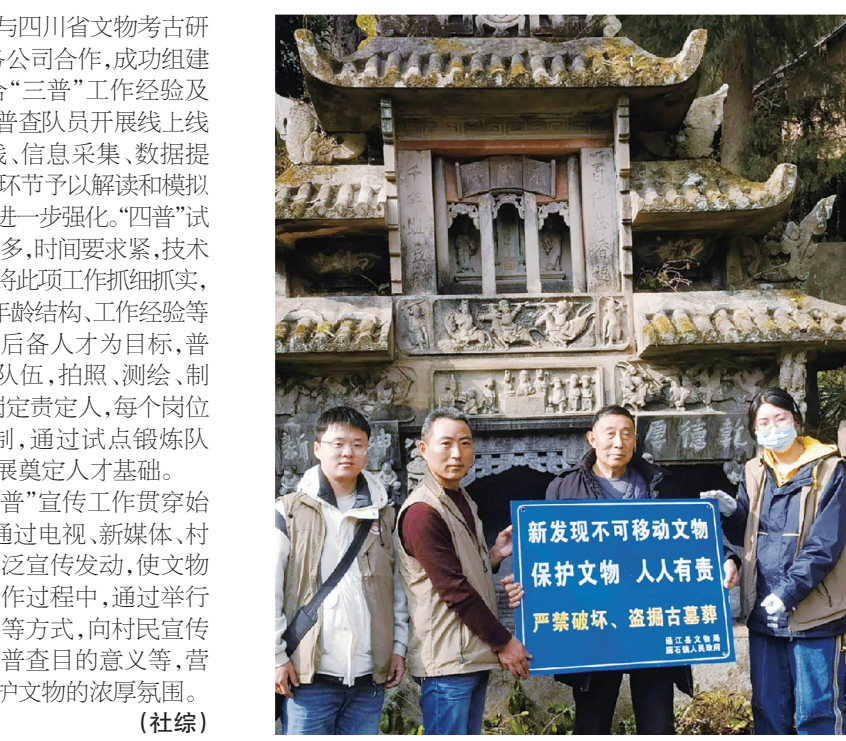 与四川省文物考古研
公司合作，成功组建
合“三普”工作经验及
普查队员开展线上线
、信息采集、数据提
环节予以解读和模拟
进一步强化。“四普”试
多，时间要求紧，技术
将此项工作抓细抓实，
年龄结构、工作经验等
后备人才为目标，普
队伍，拍照、测绘、制
岗定责定人，每个岗位
制，通过试点锻炼队
展奠定人才基础。
普”宣传工作贯穿始
通过电视、新媒体、村
泛宣传发动，使文物
作过程中，通过举行
等方式，向村民宣传
普查目的意义等，营
护文物的浓厚氛围。
（社综）
乾德厚
新发现不可移动文物
保护文物 人人有责
严禁破坏、盗掘古墓葬
通江县文物局
麻石镇人民政府